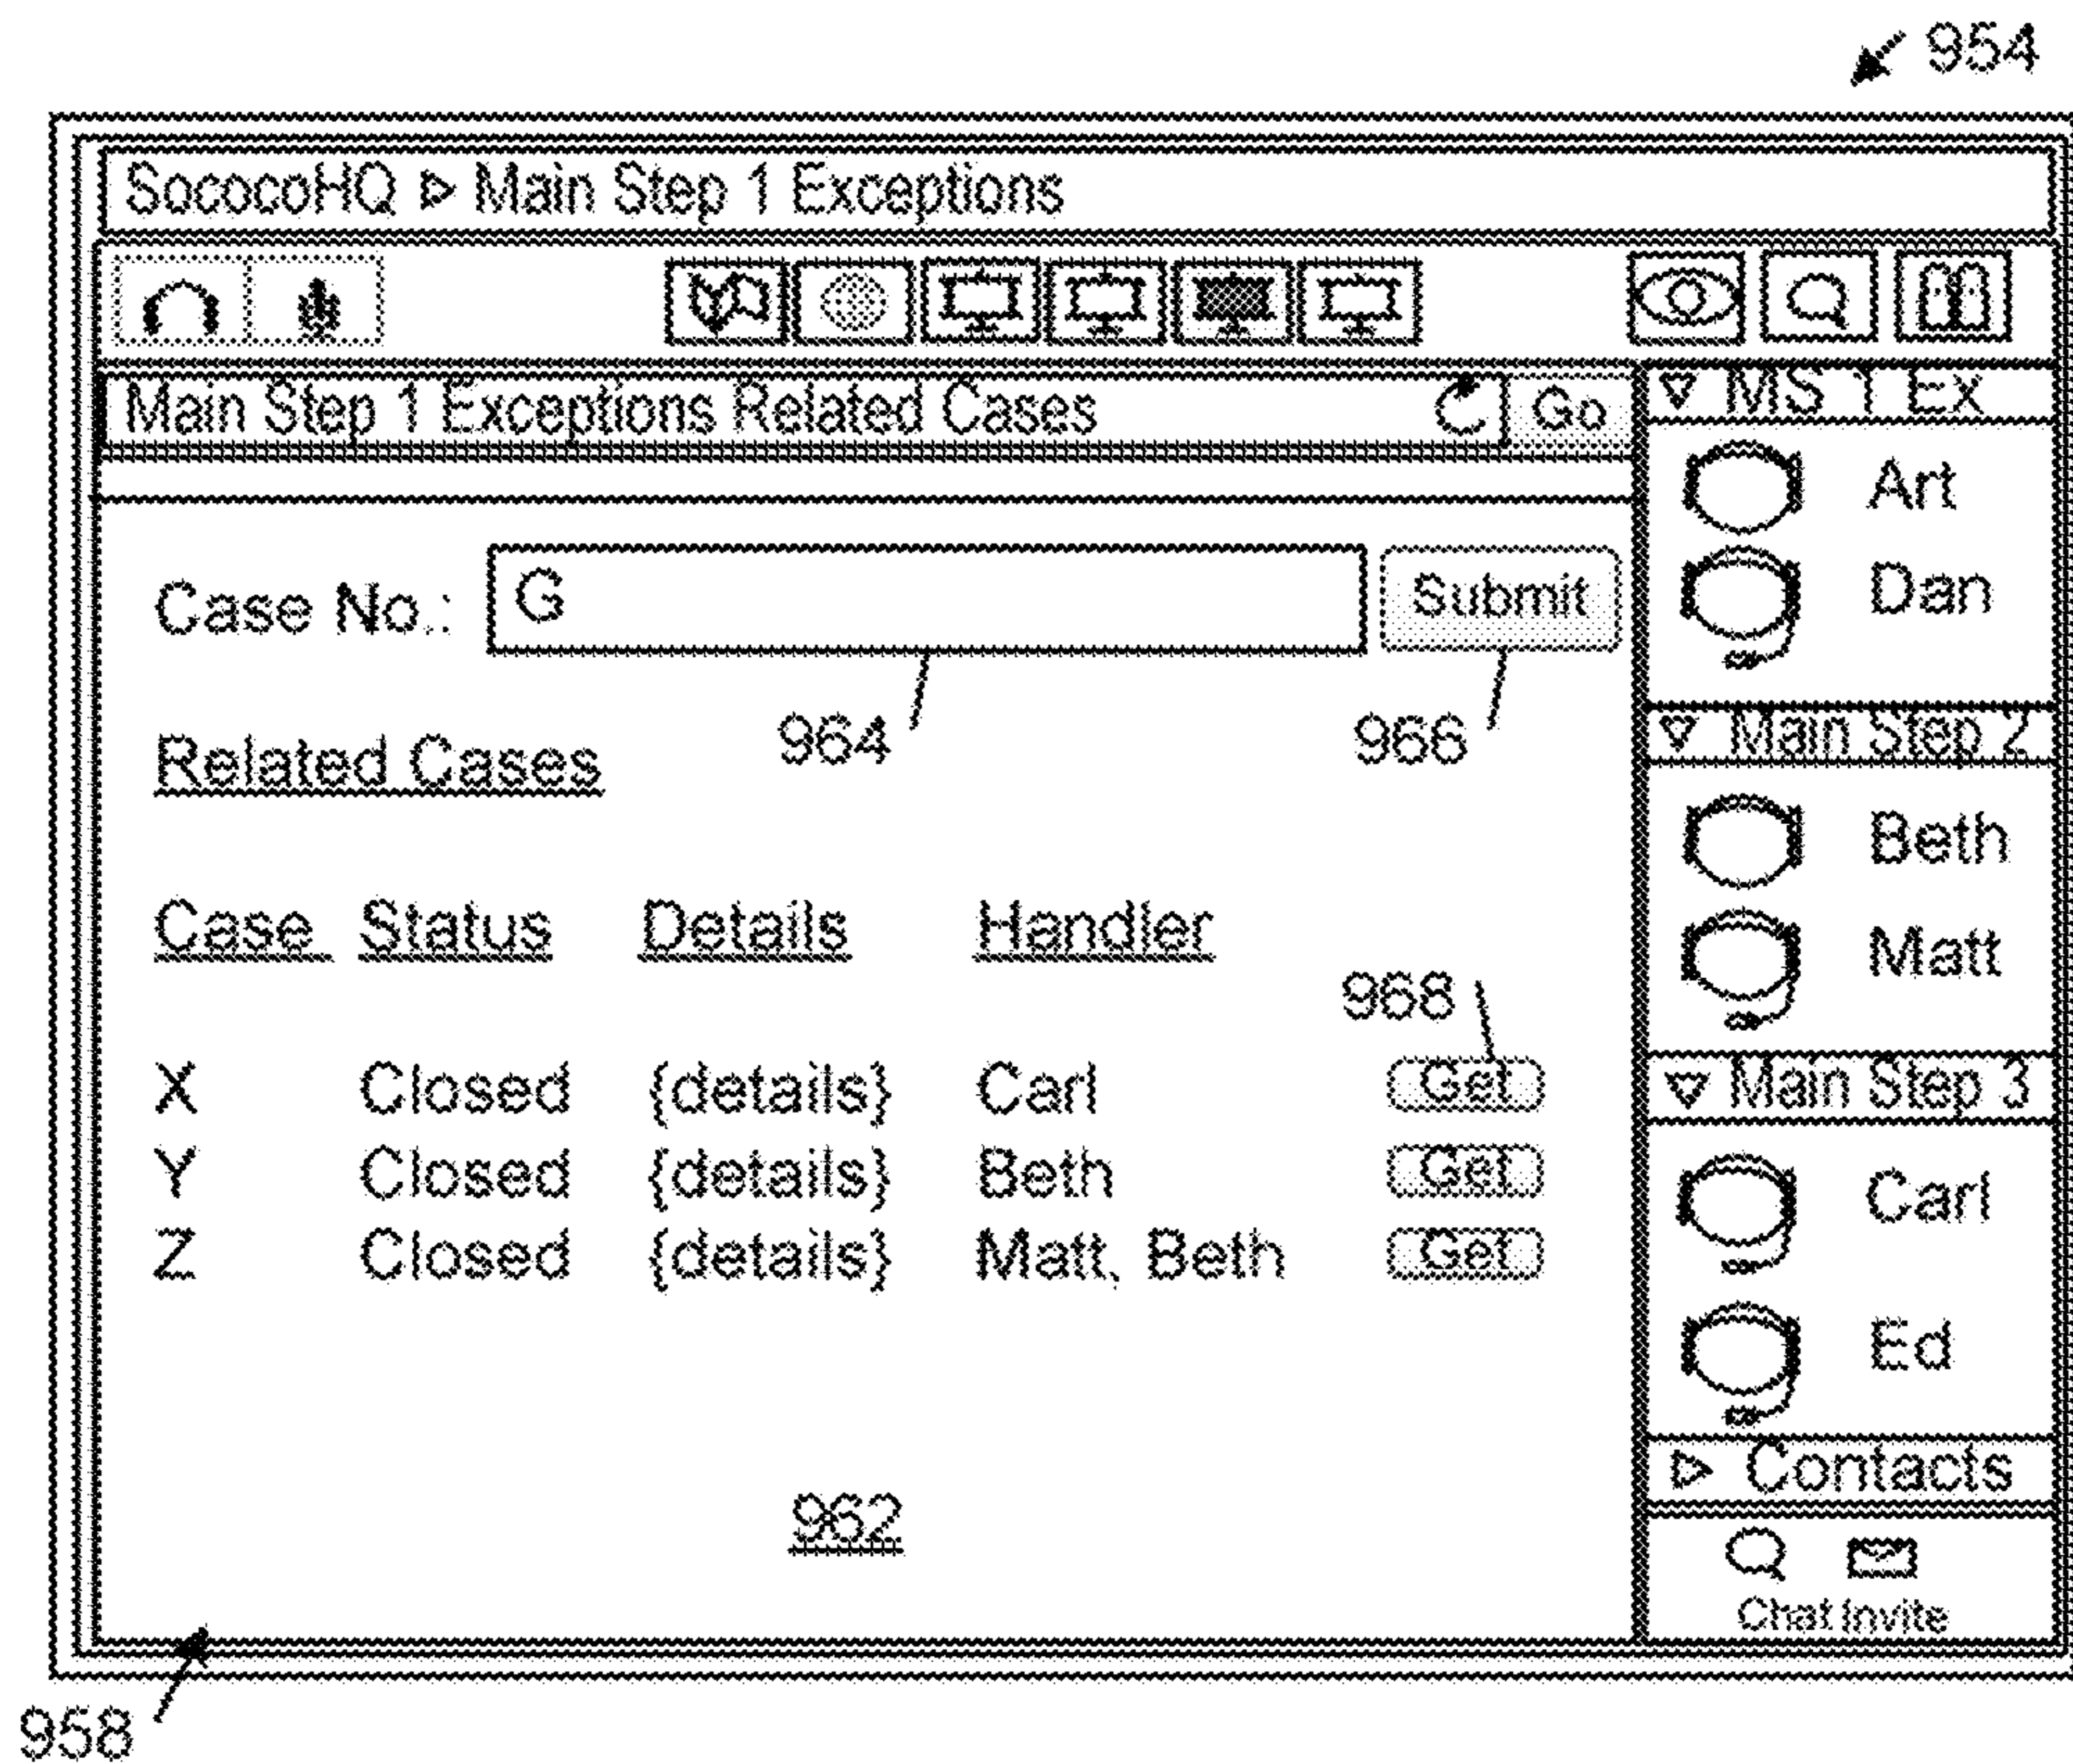 954
SococoHQ ▷ Main Step 1 Exceptions
Main Step 1 Exceptions Related Cases Go
Case No.: G Submit
964 966
Related Cases
Case Status Details Handler
968
X Closed {details} Carl Get
Y Closed {details} Beth Get
Z Closed {details} Matt, Beth Get
962
▽ MS 1 Ex
Art
Dan
▽ Main Step 2
Beth
Matt
▽ Main Step 3
Carl
Ed
▷ Contacts
Chat Invite
958